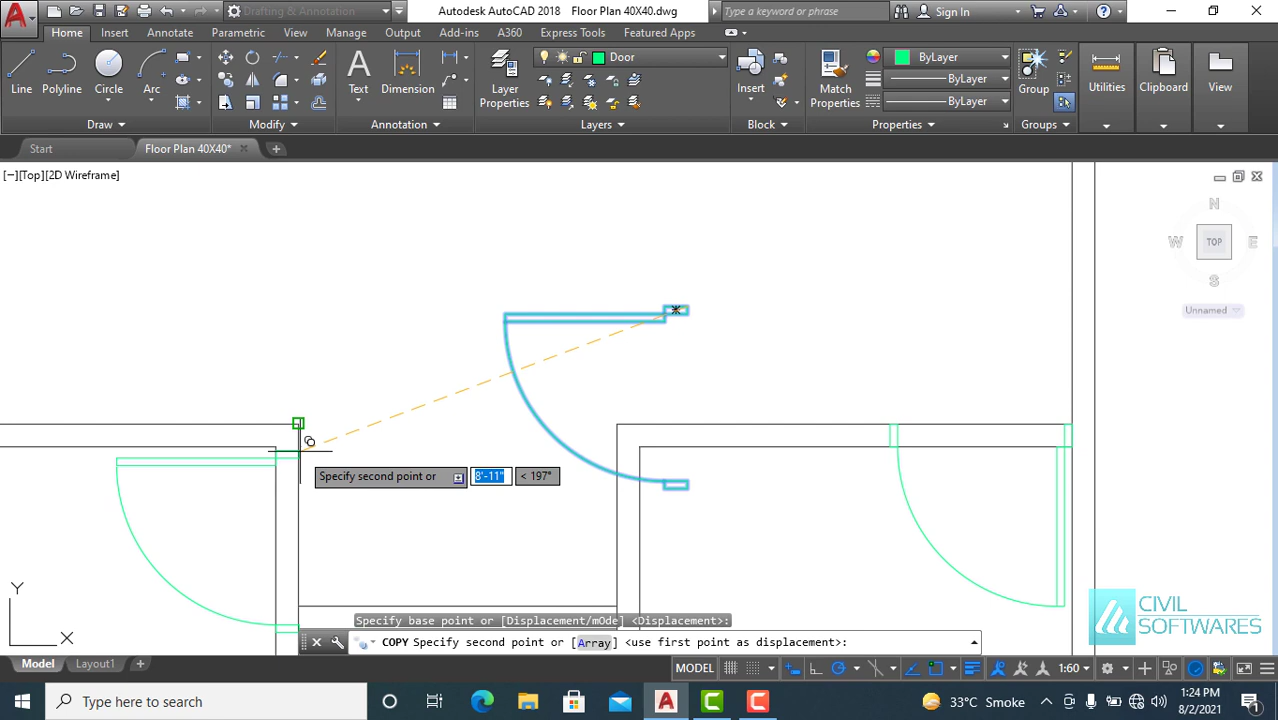 Drafting & Annotation
Autodesk AutoCAD 2018 Floor Plan 40X40.dwg
Type a keyword or phrase
Sign In
Home Insert Annotate Parametric View Manage Output Add-ins A360 Express Tools Featured Apps
Line Polyline Circle Arc
Text Dimension
Layer Properties
Door
Insert
Match Properties
ByLayer
ByLayer
ByLayer
Group
Utilities
Clipboard
View
Draw Modify Annotation Layers Block Properties Groups
Start Floor Plan 40X40*
[−][Top][2D Wireframe]
N
W TOP E
S
Unnamed
Specify second point or 8'-11" < 197°
Y
X
CIVIL
SOFTWARES
Specify base point or [Displacement/mOde] <Displacement>:
COPY Specify second point or [Array] <use first point as displacement>:
Model Layout1
MODEL 1:60
Type here to search
33°C Smoke
1:24 PM
8/2/2021
1